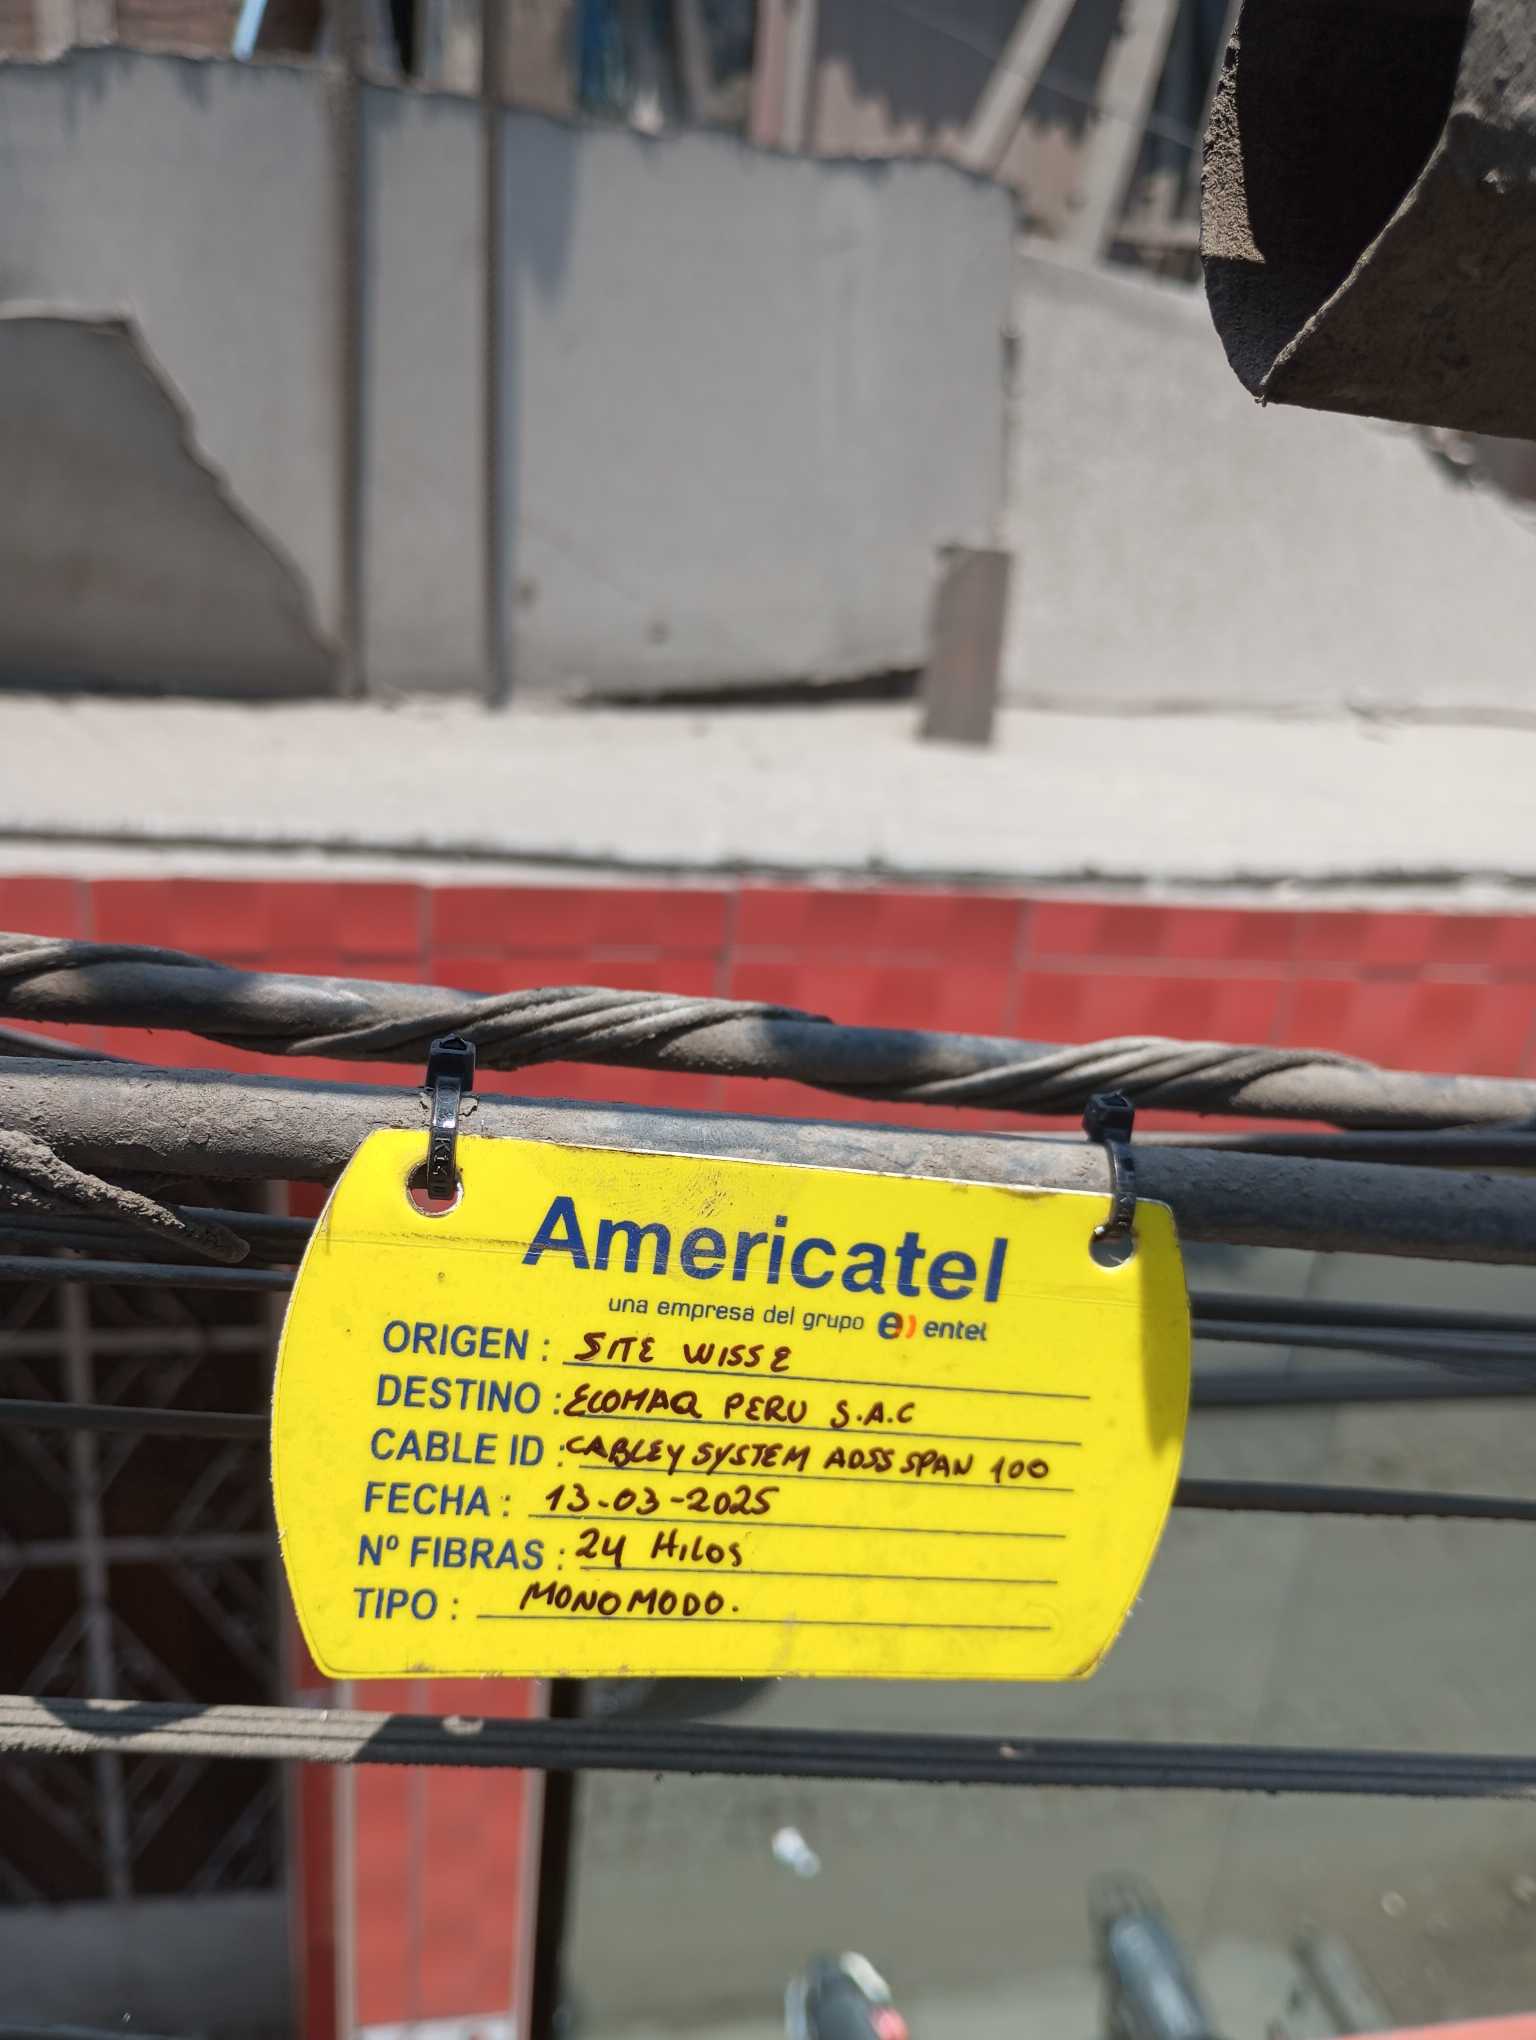 Americatel
una empresa del grupo entel
ORIGEN : SITE WISSE
DESTINO : ECOMAQ PERU S.A.C
CABLE ID : CABLEY SYSTEM ADSS SPAN 100
FECHA : 13-03-2025
Nº FIBRAS : 24 HILOS
TIPO : MONOMODO.